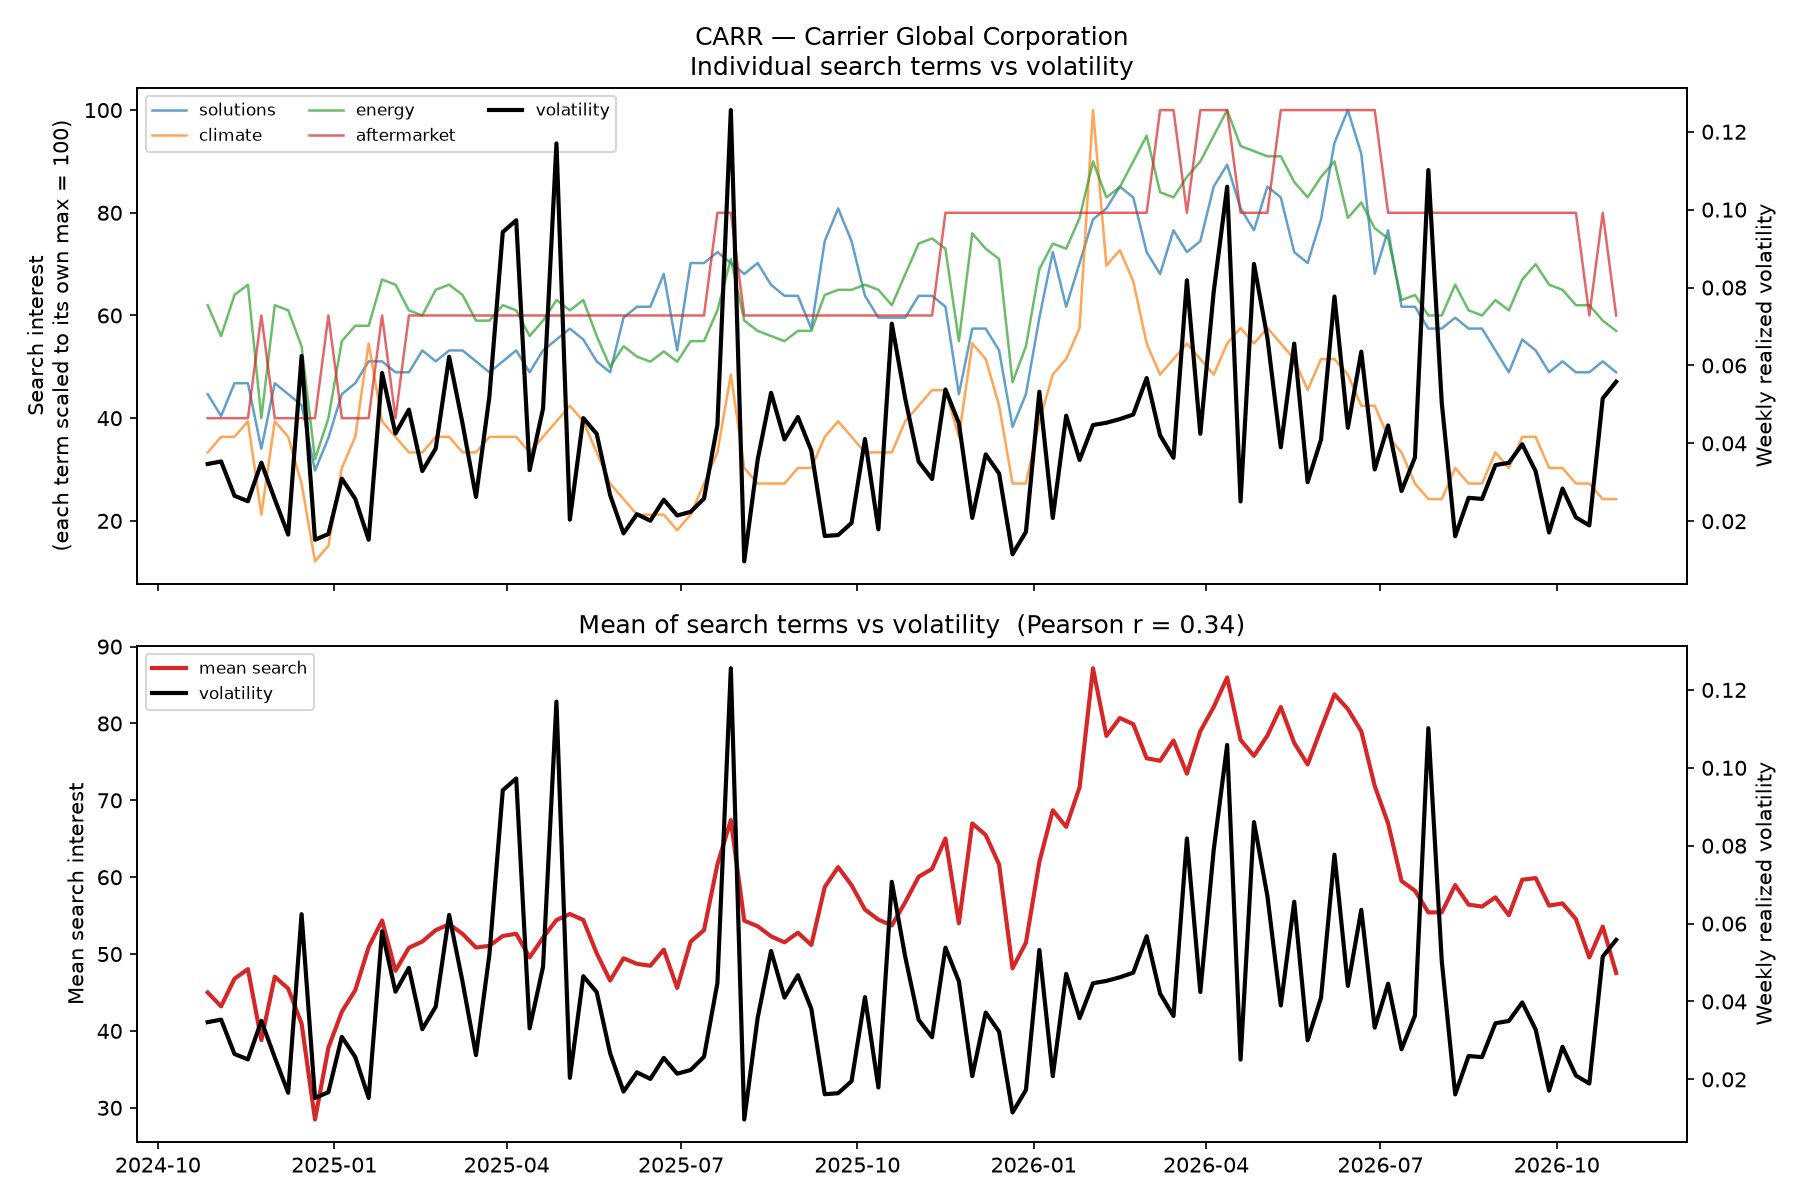 CARR — Carrier Global Corporation
Individual search terms vs volatility
solutions
climate
energy
aftermarket
volatility
Search interest
(each term scaled to its own max = 100)
100
80
60
40
20
Weekly realized volatility
0.12
0.10
0.08
0.06
0.04
0.02
Mean of search terms vs volatility  (Pearson r = 0.34)
mean search
volatility
Mean search interest
90
80
70
60
50
40
30
Weekly realized volatility
0.12
0.10
0.08
0.06
0.04
0.02
2024-10
2025-01
2025-04
2025-07
2025-10
2026-01
2026-04
2026-07
2026-10